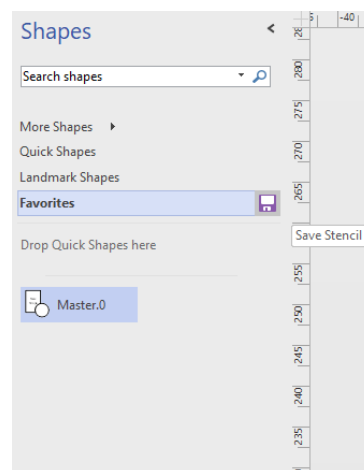 Shapes
Search shapes
More Shapes
Quick Shapes
Landmark Shapes
Favorites
Drop Quick Shapes here
Master.0
Save Stencil
-40
280
275
270
265
255
250
245
240
235